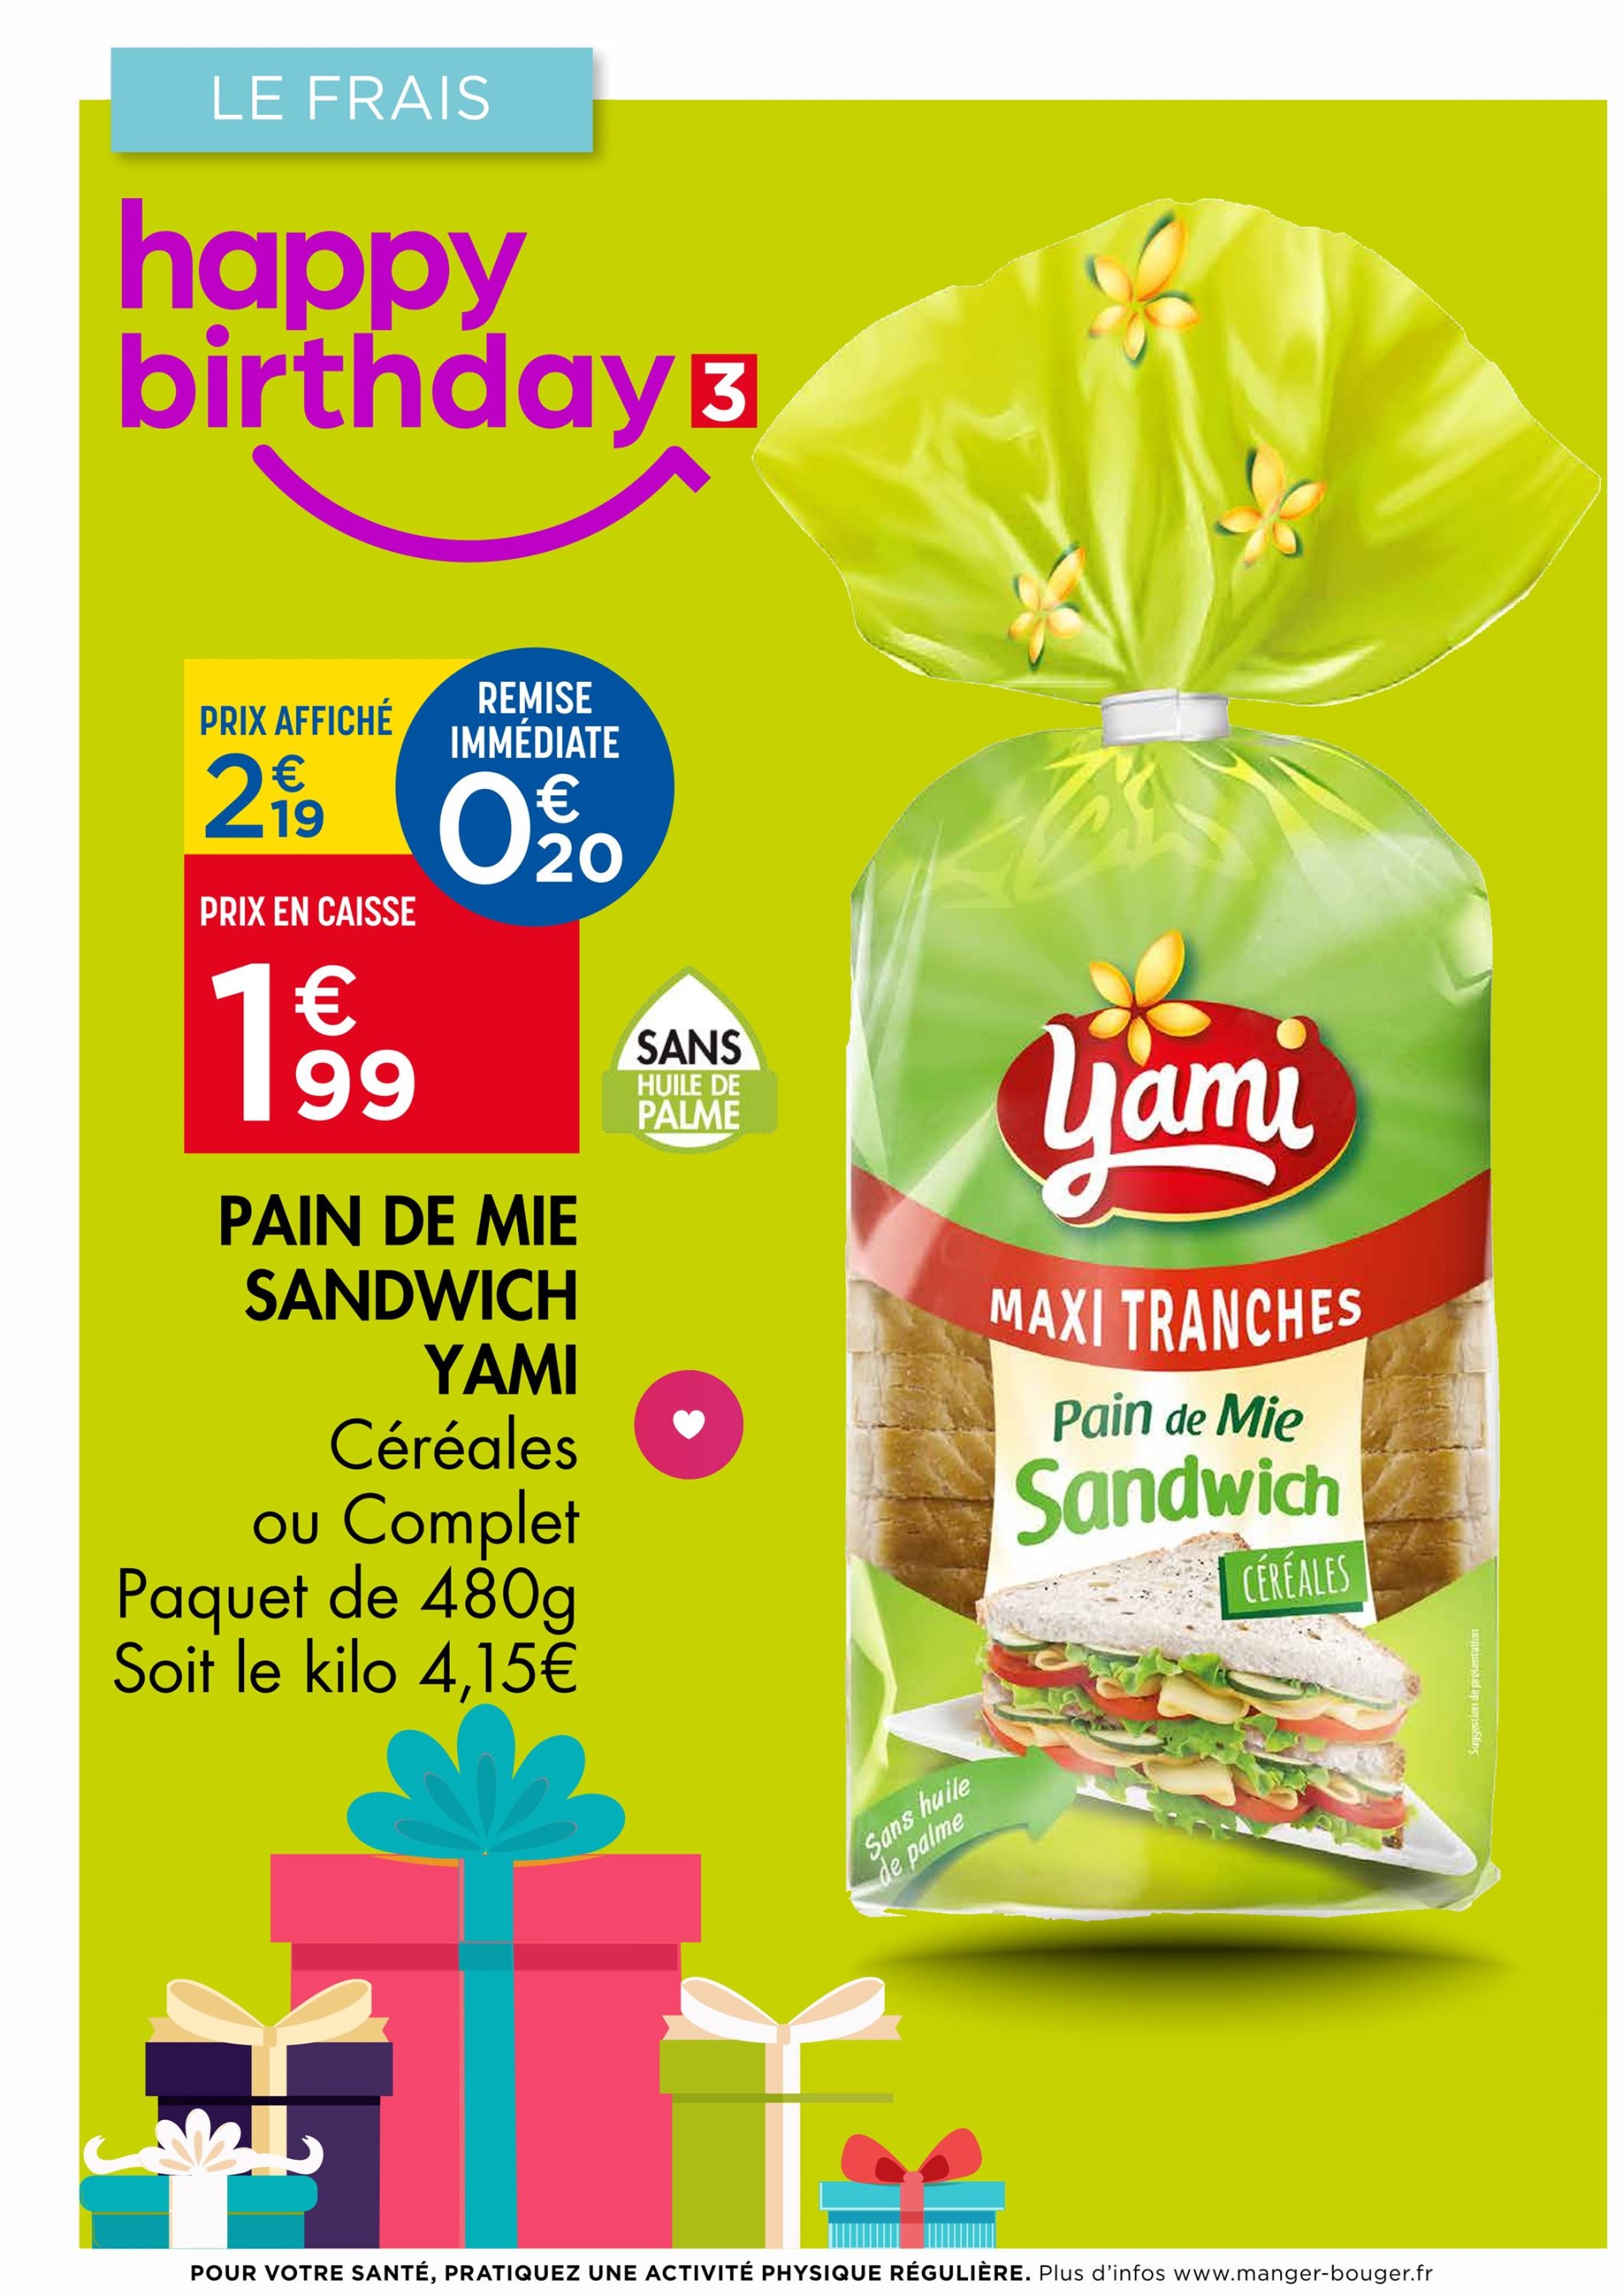 LE FRAIS
happy
birthday 3
PRIX AFFICHÉ
2€19
REMISE
IMMÉDIATE
0€20
PRIX EN CAISSE
1€99
SANS
HUILE DE
PALME
PAIN DE MIE
SANDWICH
YAMI
Céréales
ou Complet
Paquet de 480g
Soit le kilo 4,15€
yami
MAXI TRANCHES
Pain de Mie
Sandwich
CÉRÉALES
Suggestion de présentation
Sans huile
de palme
POUR VOTRE SANTÉ, PRATIQUEZ UNE ACTIVITÉ PHYSIQUE RÉGULIÈRE. Plus d'infos www.manger-bouger.fr